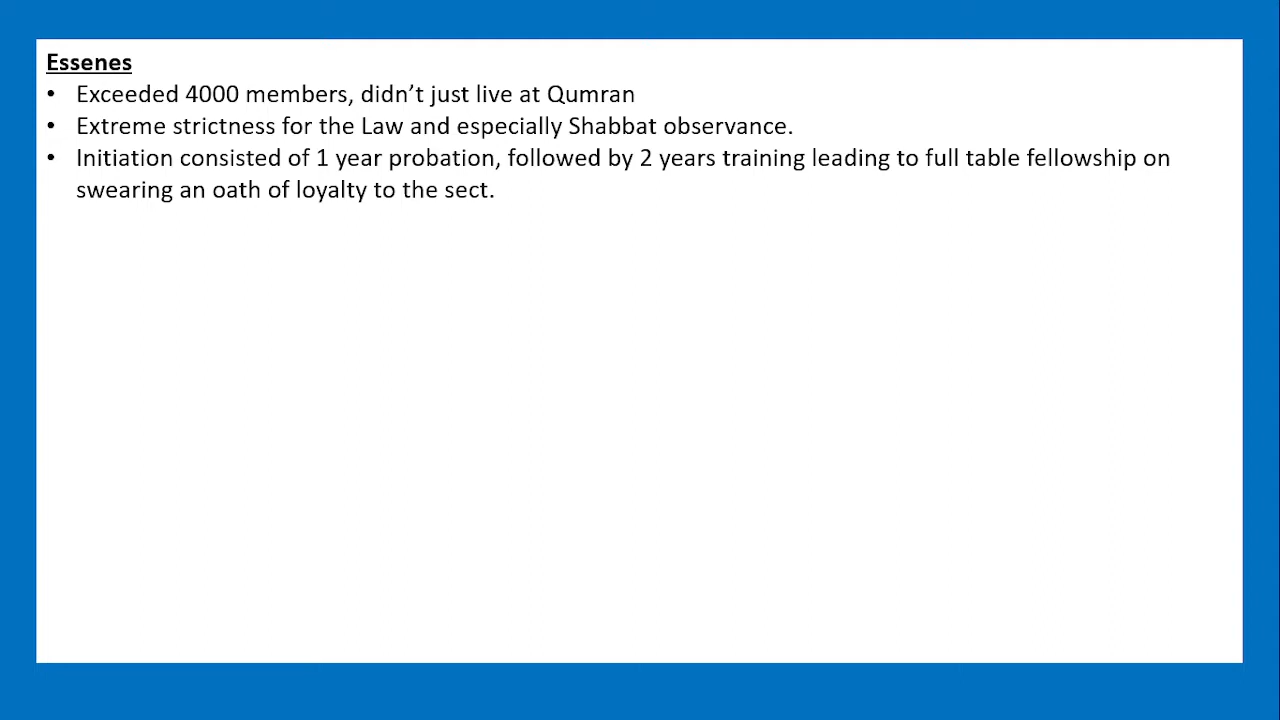 Essenes
• Exceeded 4000 members, didn’t just live at Qumran
• Extreme strictness for the Law and especially Shabbat observance.
• Initiation consisted of 1 year probation, followed by 2 years training leading to full table fellowship on
swearing an oath of loyalty to the sect.